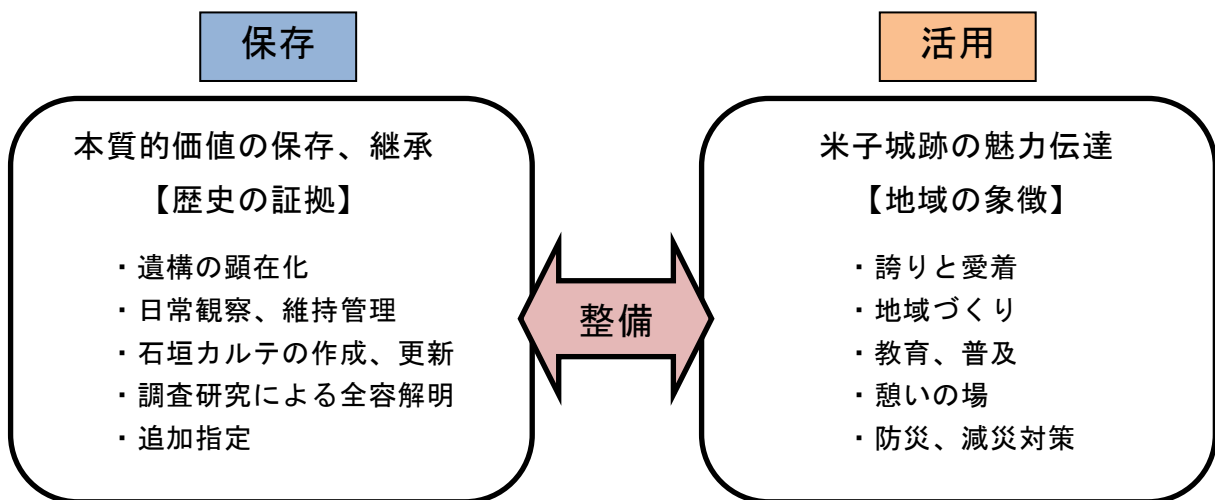 保存
本質的価値の保存、継承
【歴史の証拠】
・遺構の顕在化
・日常観察、維持管理
・石垣カルテの作成、更新
・調査研究による全容解明
・追加指定
整備
活用
米子城跡の魅力伝達
【地域の象徴】
・誇りと愛着
・地域づくり
・教育、普及
・憩いの場
・防災、減災対策